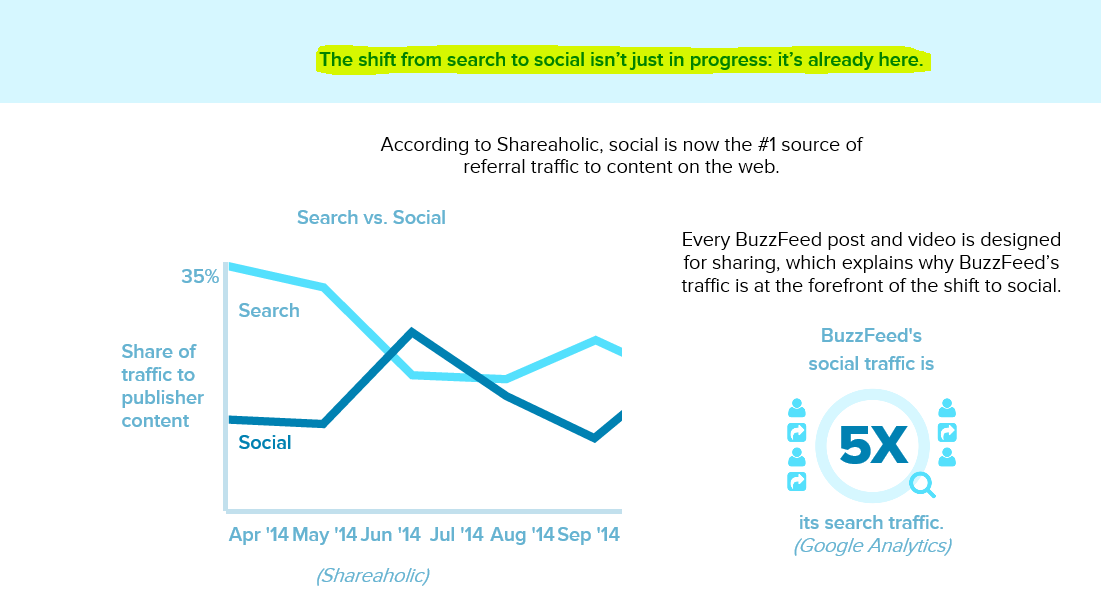 The shift from search to social isn’t just in progress: it’s already here.
According to Shareaholic, social is now the #1 source of
referral traffic to content on the web.
Search vs. Social
35%
Search
Share of
traffic to
publisher
content
Social
Apr '14 May '14 Jun '14 Jul '14 Aug '14 Sep '14
(Shareaholic)
Every BuzzFeed post and video is designed
for sharing, which explains why BuzzFeed’s
traffic is at the forefront of the shift to social.
BuzzFeed's
social traffic is
5X
its search traffic.
(Google Analytics)